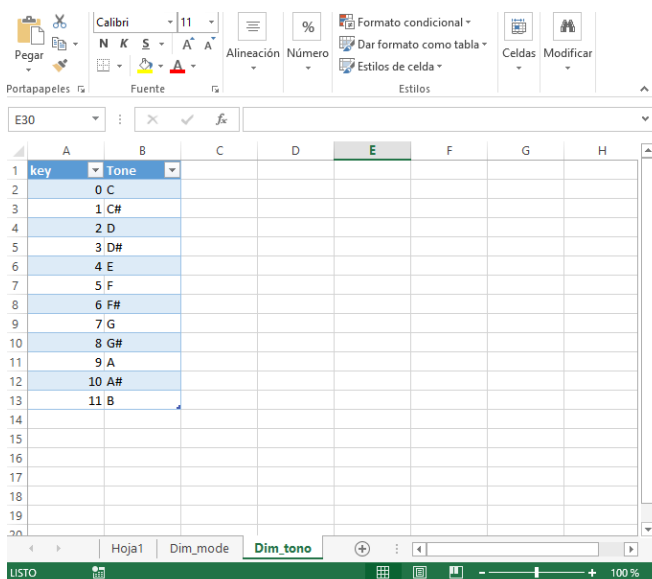 Calibri 11 % Formato condicional
Pegar N K S A A Alineación Número Dar formato como tabla Celdas Modificar
A Estilos de celda
Portapapeles Fuente Estilos
E30 fx
A B C D E F G H
1 key Tone
2 0 C
3 1 C#
4 2 D
5 3 D#
6 4 E
7 5 F
8 6 F#
9 7 G
10 8 G#
11 9 A
12 10 A#
13 11 B
14
15
16
17
18
19
20
Hoja1 Dim_mode Dim_tono
LISTO 100 %